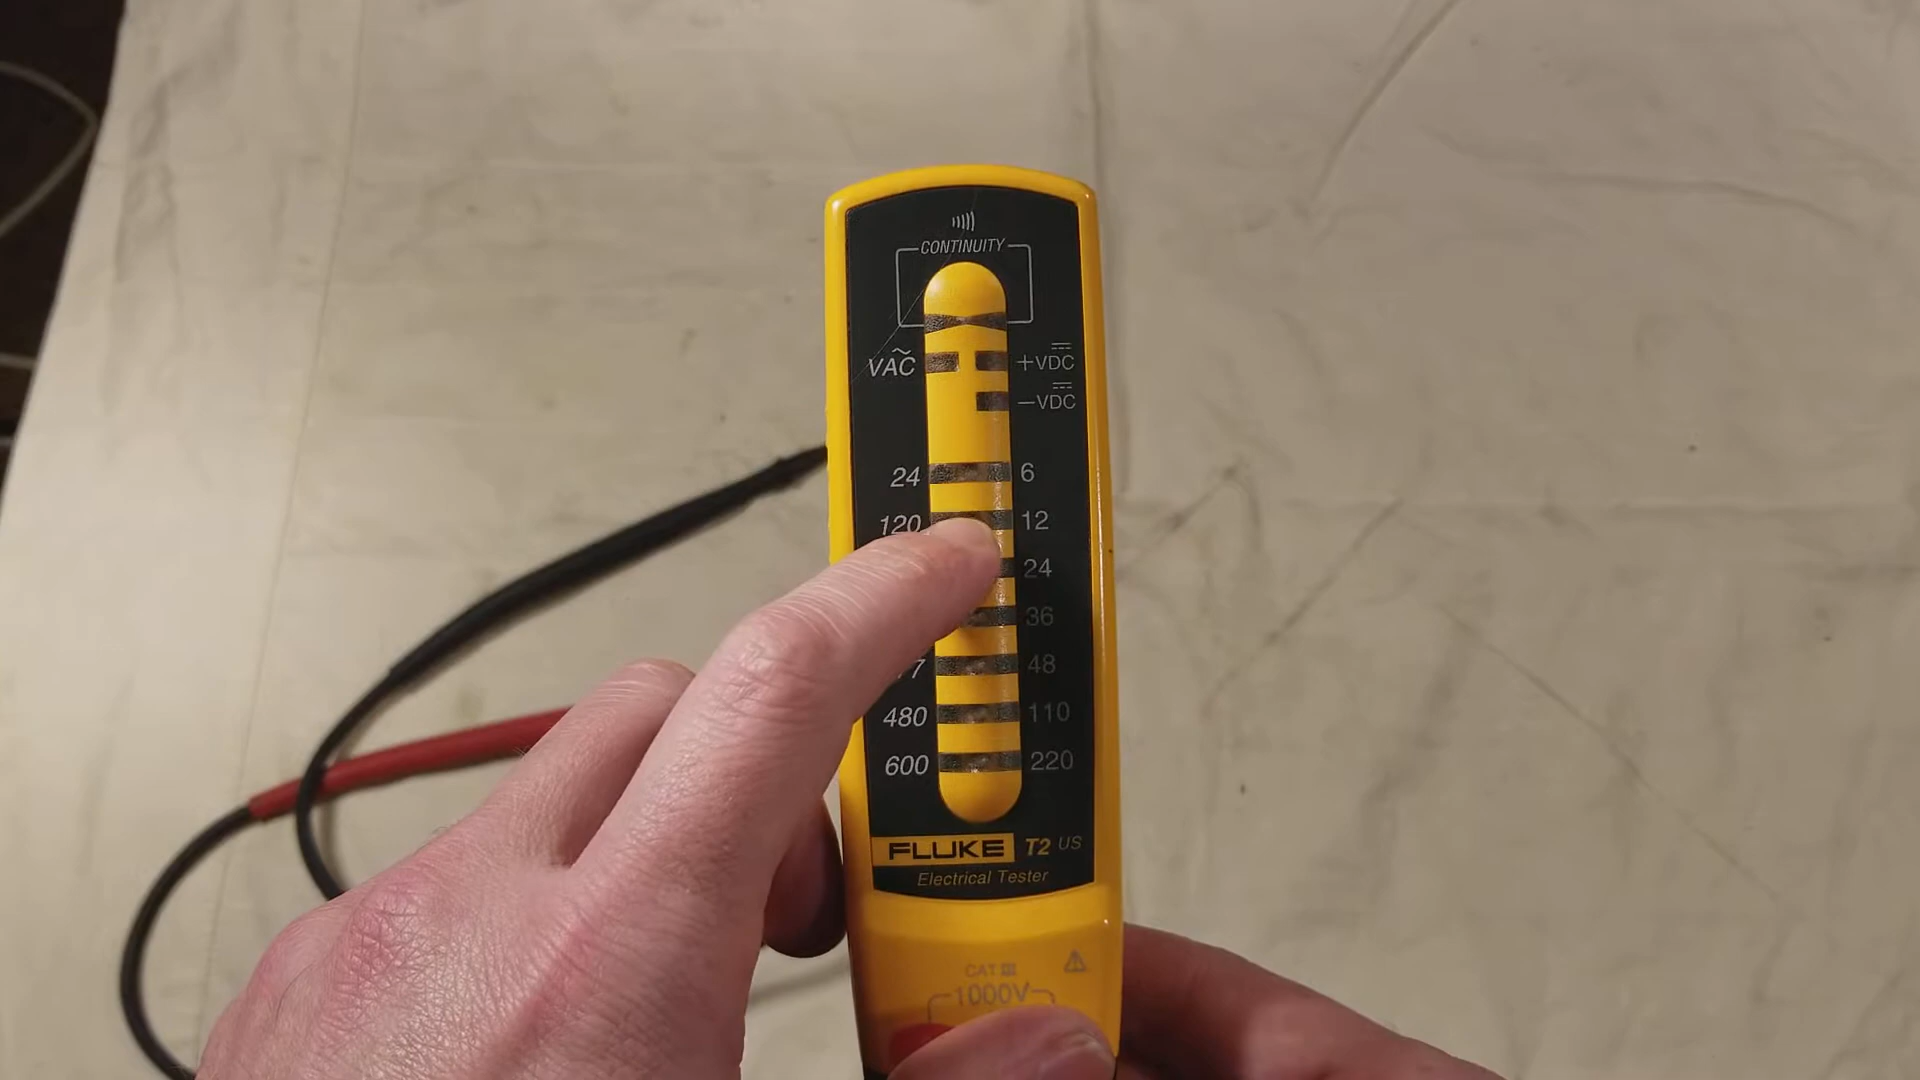 CONTINUITY
VAC +VDC
−VDC
24 6
120 12
24
36
48
480 110
600 220
FLUKE T2 US
Electrical Tester
CAT III
1000V